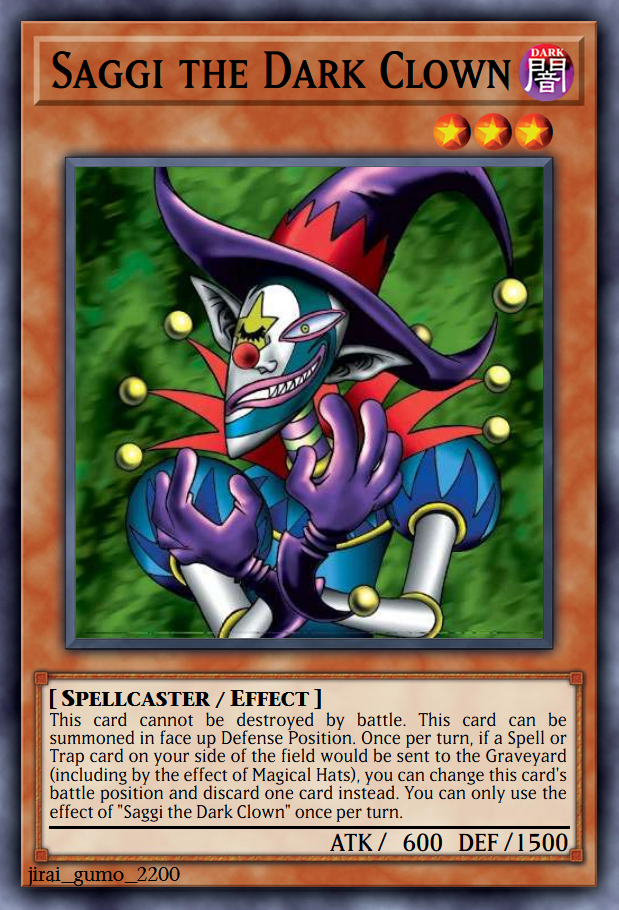 Saggi the Dark Clown
DARK
闇
[ Spellcaster / Effect ]
This card cannot be destroyed by battle. This card can be
summoned in face up Defense Position. Once per turn, if a Spell or
Trap card on your side of the field would be sent to the Graveyard
(including by the effect of Magical Hats), you can change this card's
battle position and discard one card instead. You can only use the
effect of "Saggi the Dark Clown" once per turn.
ATK / 600 DEF /1500
jirai_gumo_2200